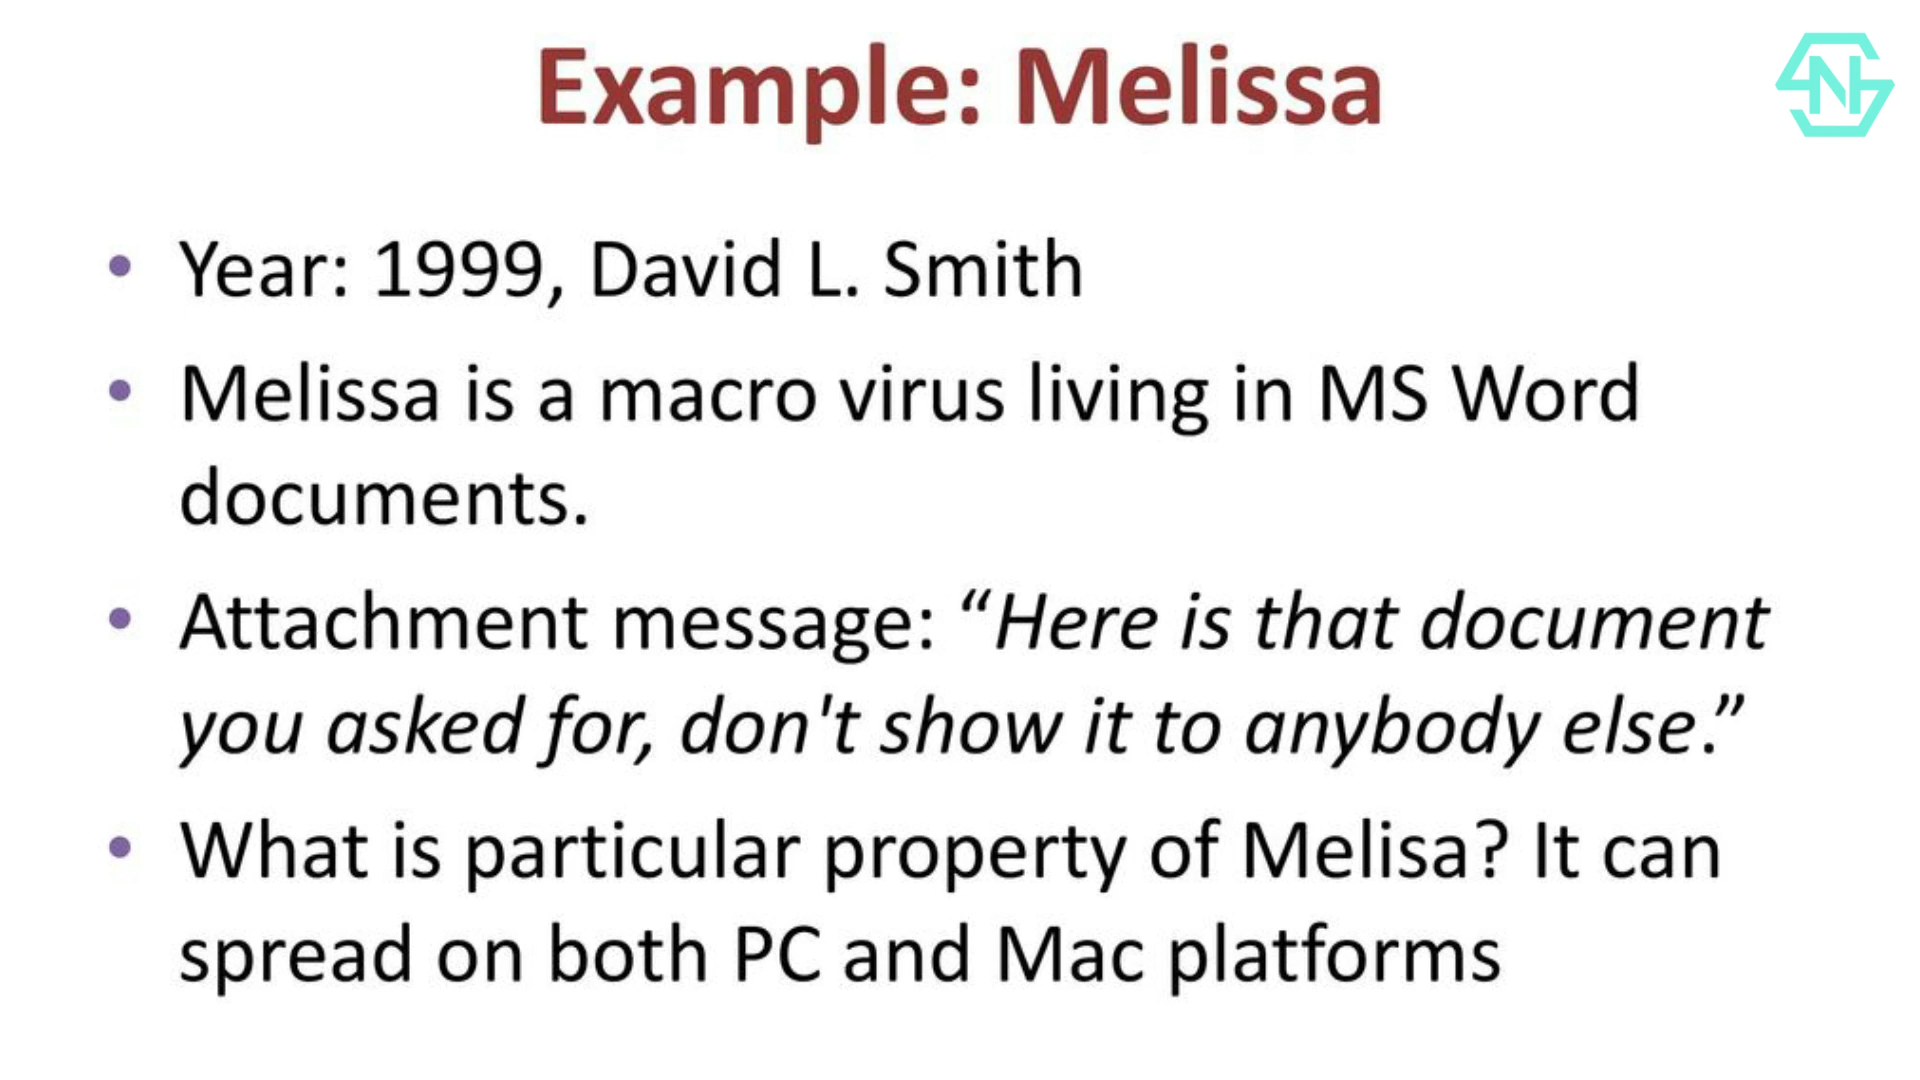 Example: Melissa
• Year: 1999, David L. Smith
• Melissa is a macro virus living in MS Word
documents.
• Attachment message: “Here is that document
you asked for, don't show it to anybody else.”
• What is particular property of Melisa? It can
spread on both PC and Mac platforms